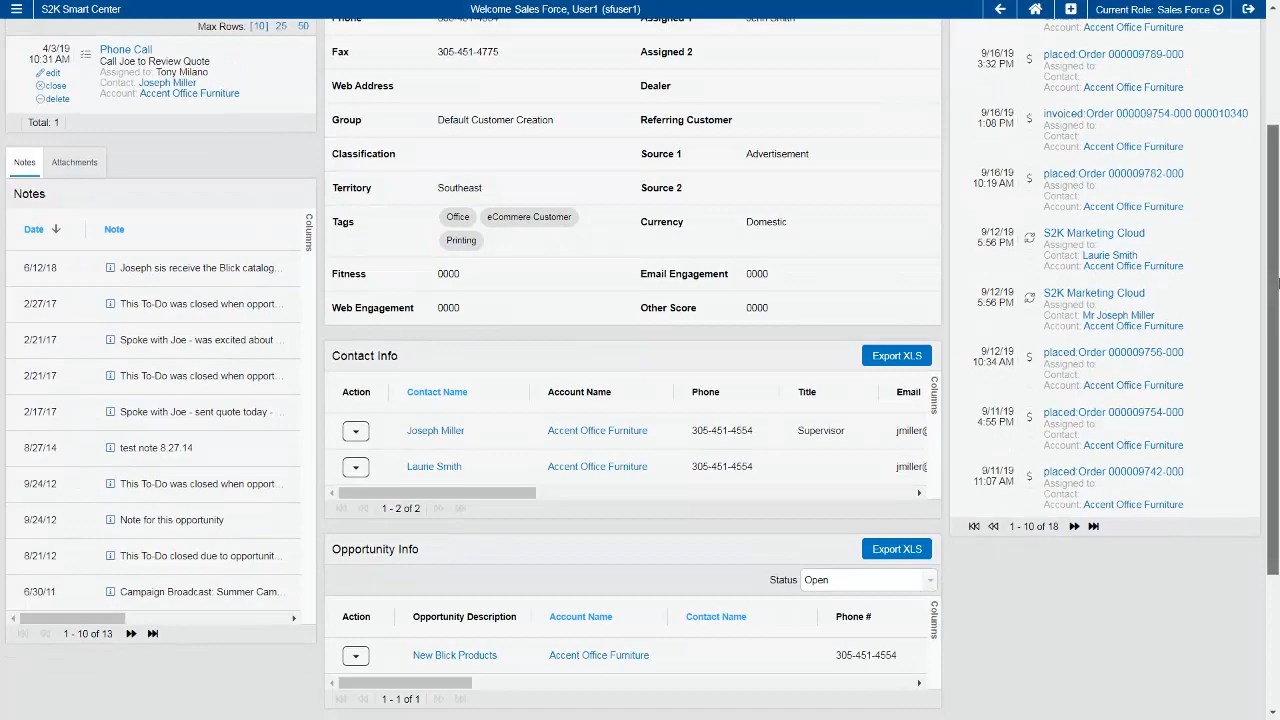 S2K Smart Center
Welcome Sales Force, User1 (sfuser1)
Current Role: Sales Force
Max Rows: [10] 25 50
4/3/19
10:31 AM
edit
close
delete
Phone Call
Call Joe to Review Quote
Assigned to: Tony Milano
Contact: Joseph Miller
Account: Accent Office Furniture
Total: 1
Notes Attachments
Notes
Date Note
Columns
6/12/18 Joseph sis receive the Blick catalog...
2/27/17 This To-Do was closed when opport...
2/21/17 Spoke with Joe - was excited about
2/21/17 This To-Do was closed when opport...
2/17/17 Spoke with Joe - sent quote today -
8/27/14 test note 8.27.14
9/24/12 This To-Do was closed when opport...
9/24/12 Note for this opportunity
8/21/12 This To-Do closed due to opportunit...
6/30/11 Campaign Broadcast: Summer Cam...
1 - 10 of 13
Phone 305-451-4554 Assigned 1 John Smith
Fax 305-451-4775 Assigned 2
Web Address Dealer
Group Default Customer Creation Referring Customer
Classification Source 1 Advertisement
Territory Southeast Source 2
Tags Office eCommere Customer Printing Currency Domestic
Fitness 0000 Email Engagement 0000
Web Engagement 0000 Other Score 0000
Contact Info Export XLS
Action Contact Name Account Name Phone Title Email
Columns
Joseph Miller Accent Office Furniture 305-451-4554 Supervisor jmiller@
Laurie Smith Accent Office Furniture 305-451-4554 jmiller@
1 - 2 of 2
Opportunity Info Export XLS
Status Open
Action Opportunity Description Account Name Contact Name Phone #
Columns
New Blick Products Accent Office Furniture 305-451-4554
1 - 1 of 1
Account: Accent Office Furniture
9/16/19
3:32 PM
$
placed:Order 000009789-000
Assigned to:
Contact:
Account: Accent Office Furniture
9/16/19
1:08 PM
$
invoiced:Order 000009754-000 000010340
Assigned to:
Contact:
Account: Accent Office Furniture
9/16/19
10:19 AM
$
placed:Order 000009782-000
Assigned to:
Contact:
Account: Accent Office Furniture
9/12/19
5:56 PM
S2K Marketing Cloud
Assigned to:
Contact: Laurie Smith
Account: Accent Office Furniture
9/12/19
5:56 PM
S2K Marketing Cloud
Assigned to:
Contact: Mr Joseph Miller
Account: Accent Office Furniture
9/12/19
10:34 AM
$
placed:Order 000009756-000
Assigned to:
Contact:
Account: Accent Office Furniture
9/11/19
4:55 PM
$
placed:Order 000009754-000
Assigned to:
Contact:
Account: Accent Office Furniture
9/11/19
11:07 AM
$
placed:Order 000009742-000
Assigned to:
Contact:
Account: Accent Office Furniture
1 - 10 of 18